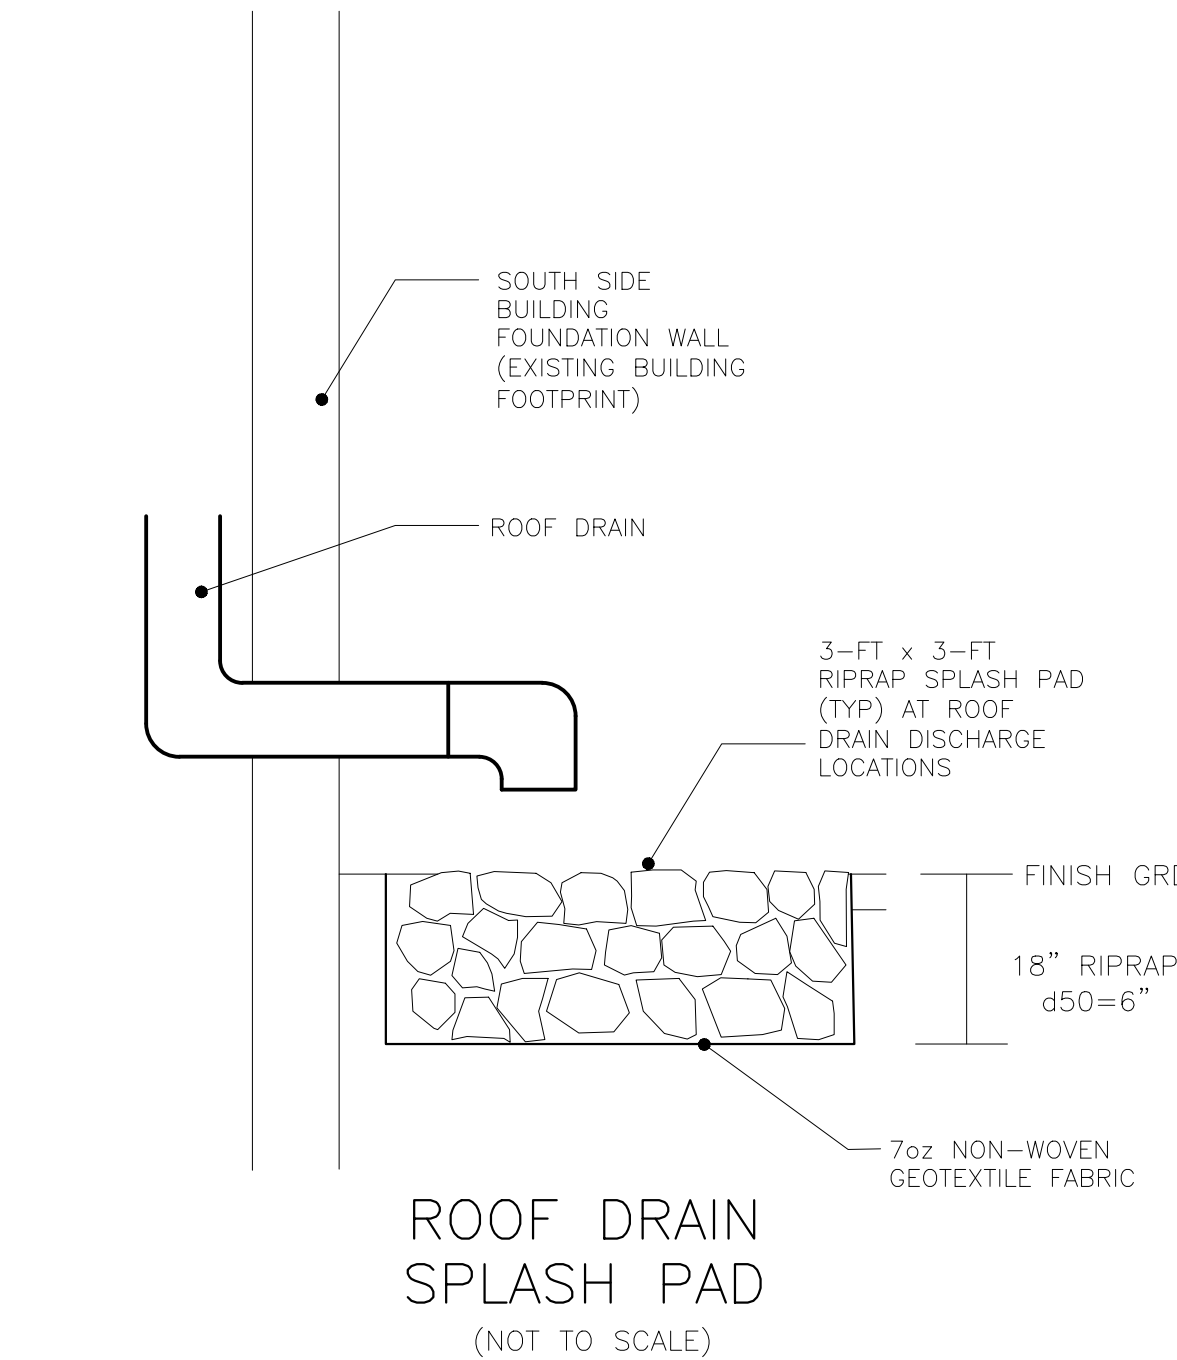 SOUTH SIDE
BUILDING
FOUNDATION WALL
(EXISTING BUILDING
FOOTPRINT)
ROOF DRAIN
3-FT x 3-FT
RIPRAP SPLASH PAD
(TYP) AT ROOF
DRAIN DISCHARGE
LOCATIONS
FINISH
18" RIPRAP
d50=6"
7oz NON-WOVEN
GEOTEXTILE FABRIC
ROOF DRAIN
SPLASH PAD
(NOT TO SCALE)